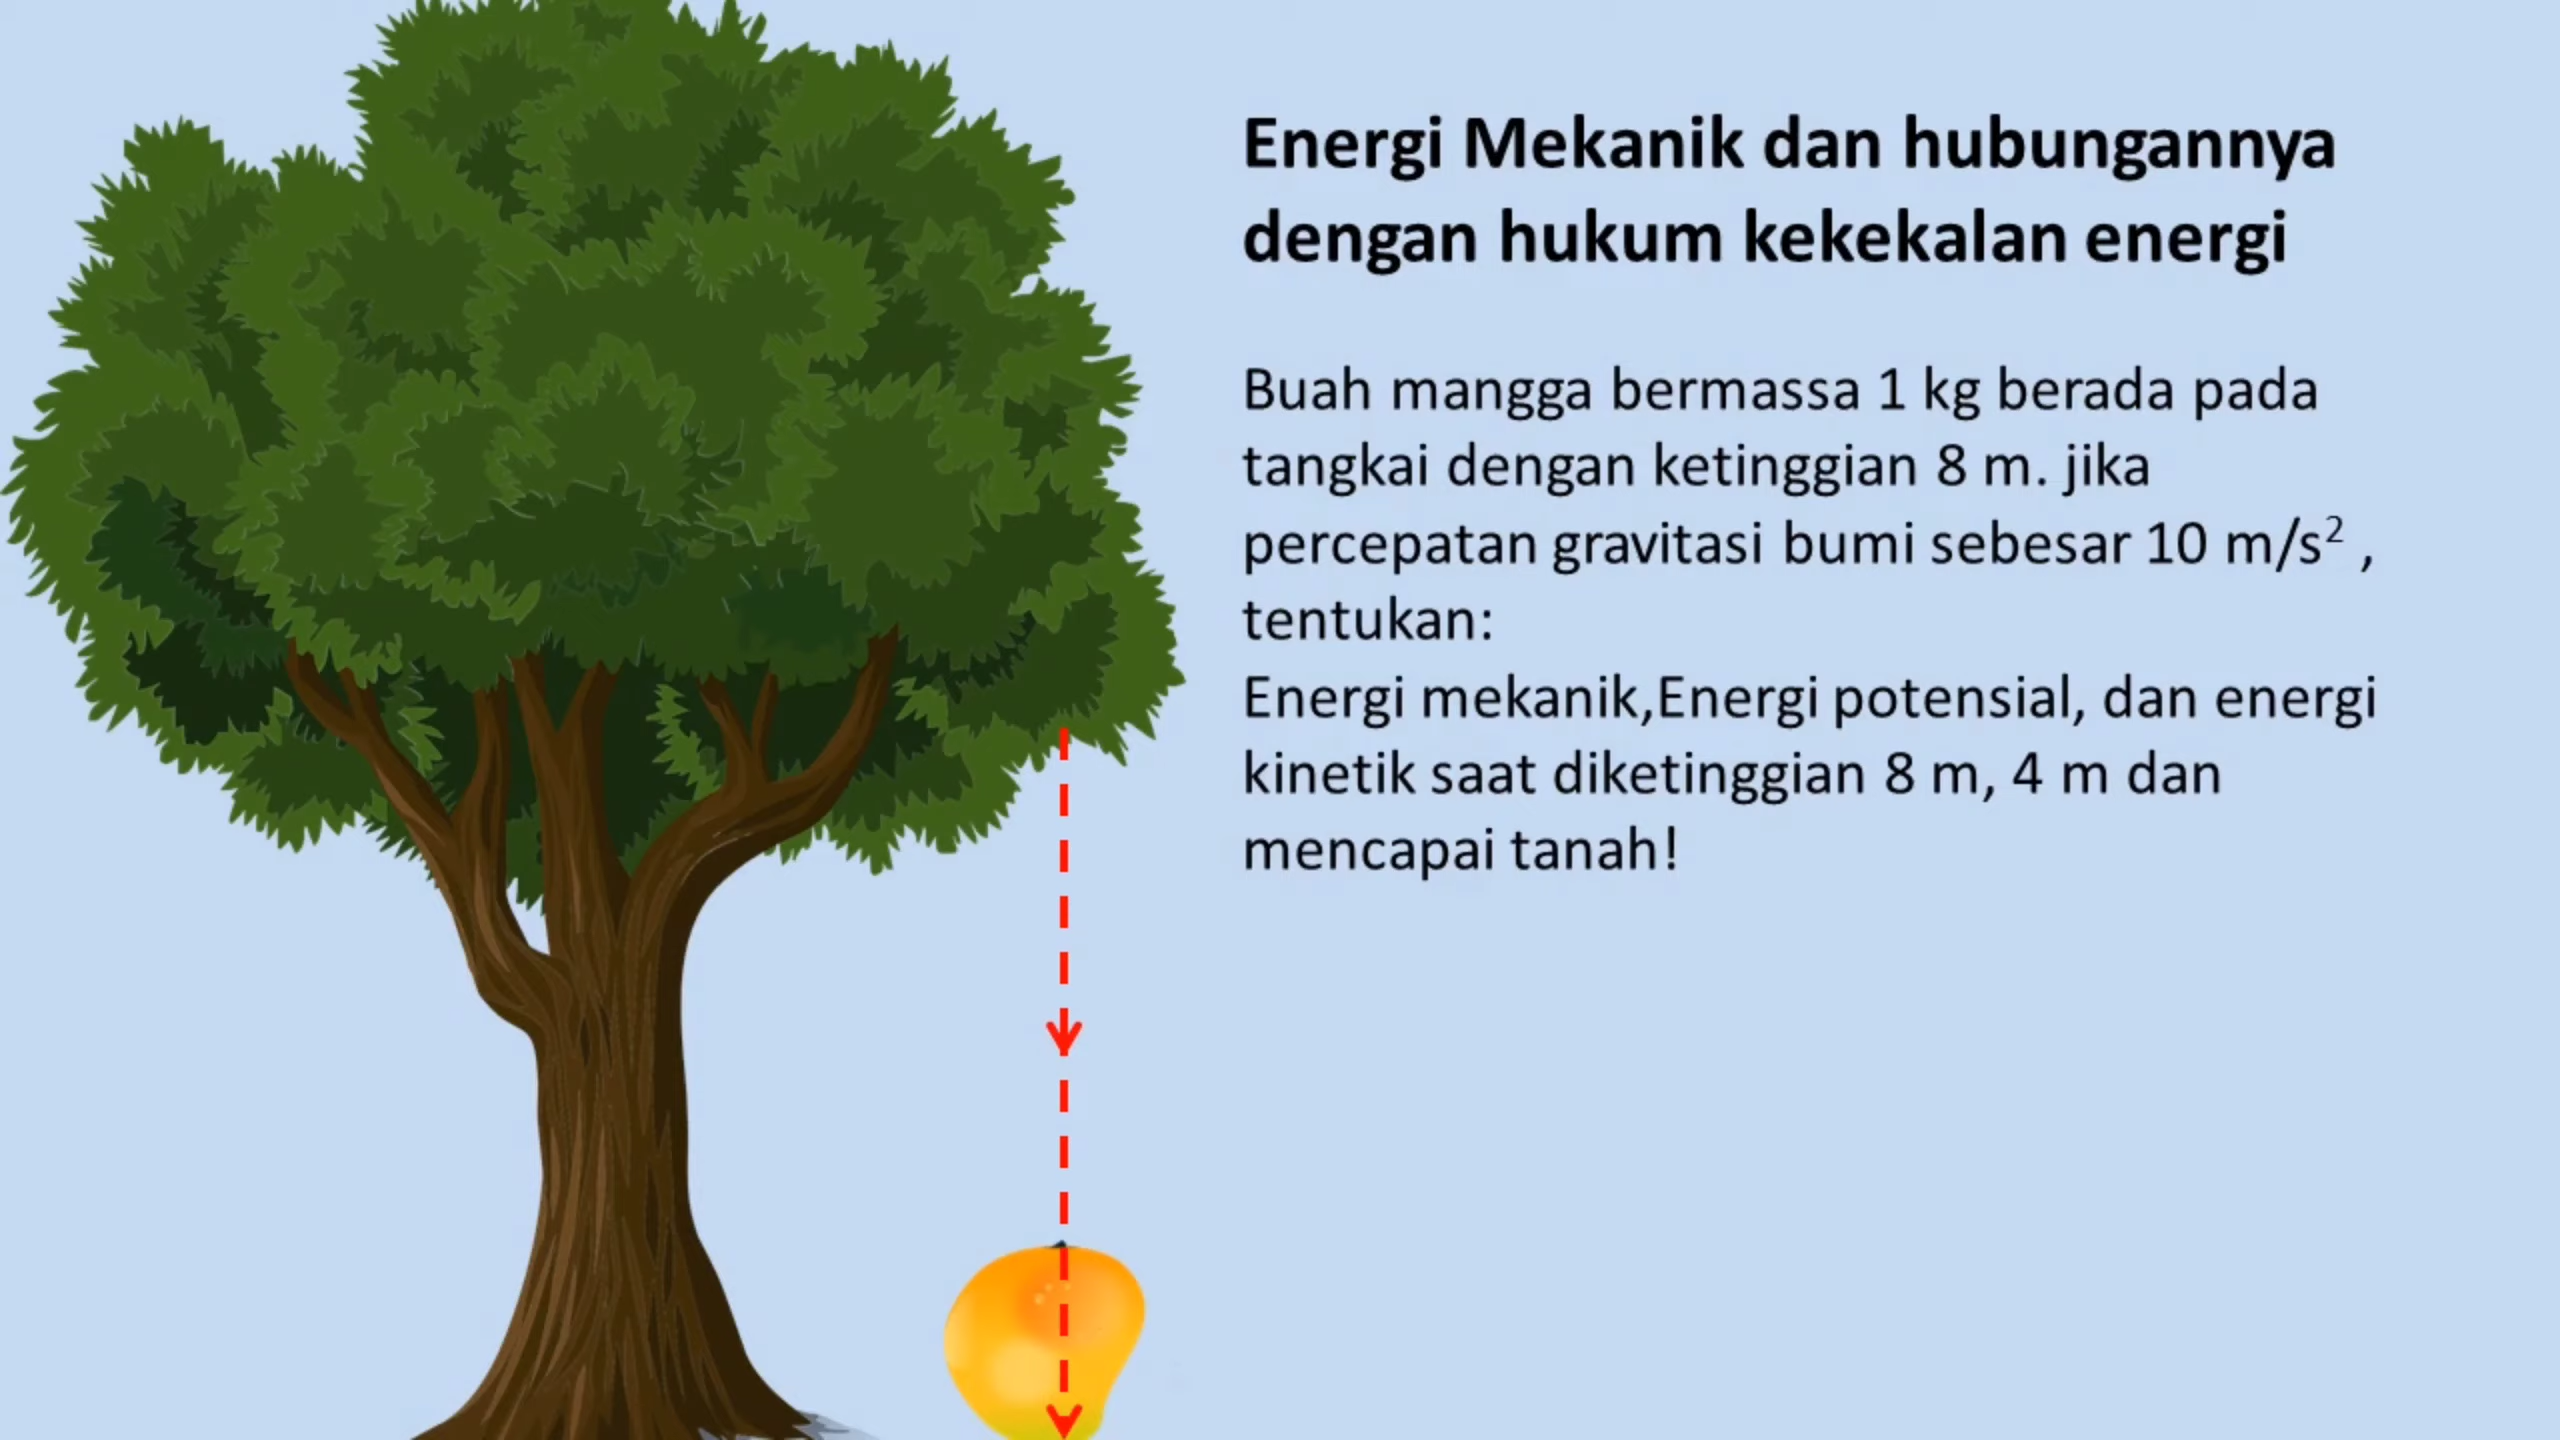 Energi Mekanik dan hubungannya
dengan hukum kekekalan energi
Buah mangga bermassa 1 kg berada pada
tangkai dengan ketinggian 8 m. jika
percepatan gravitasi bumi sebesar 10 m/s² ,
tentukan:
Energi mekanik,Energi potensial, dan energi
kinetik saat diketinggian 8 m, 4 m dan
mencapai tanah!